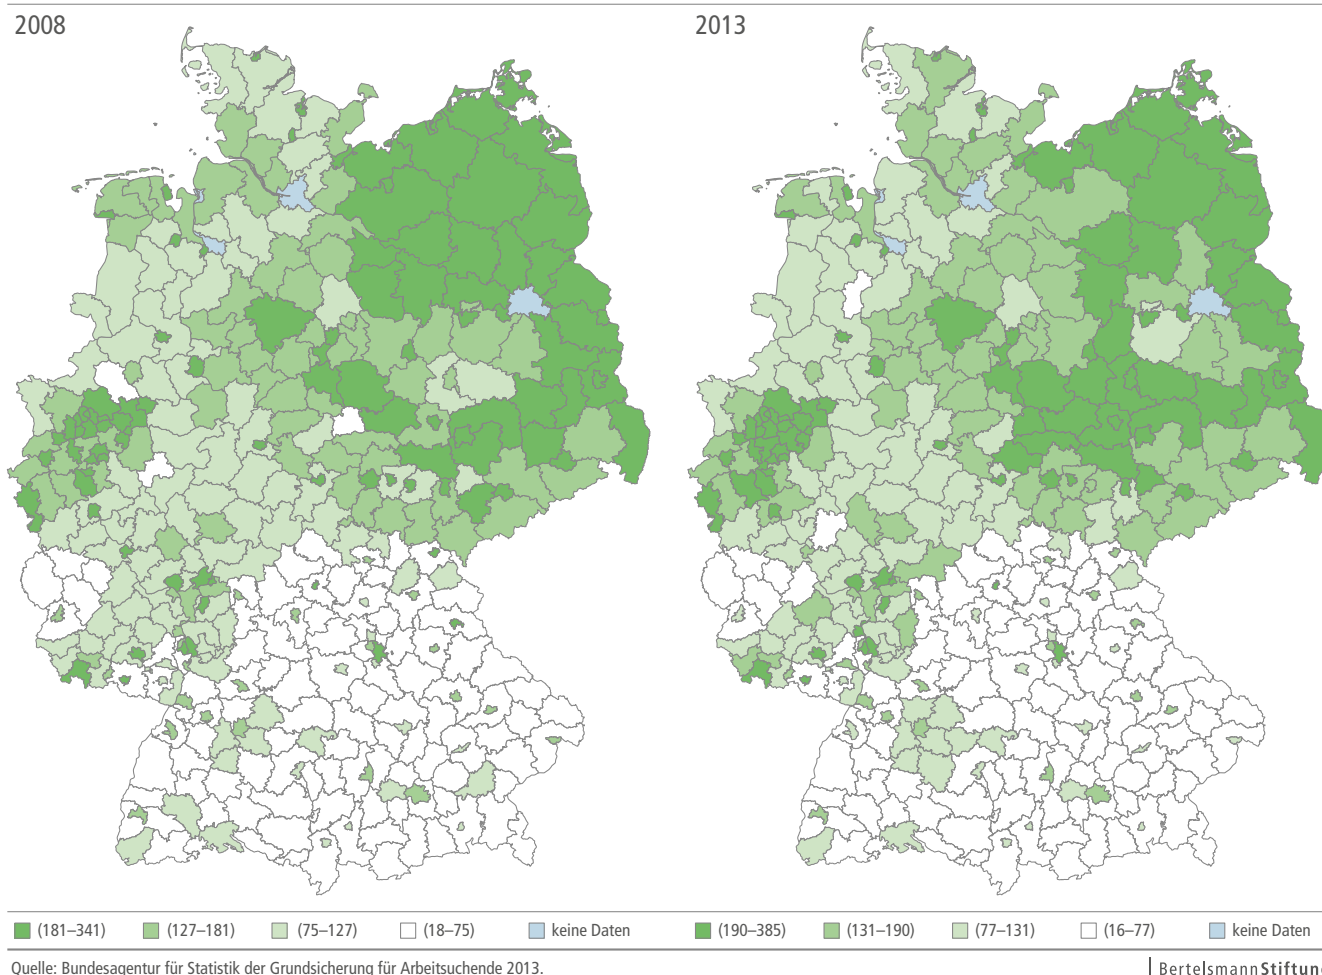 2008
2013
(181–341) (127–181) (75–127) (18–75) keine Daten (190–385) (131–190) (77–131) (16–77) keine Daten
Quelle: Bundesagentur für Statistik der Grundsicherung für Arbeitsuchende 2013.
BertelsmannStiftun